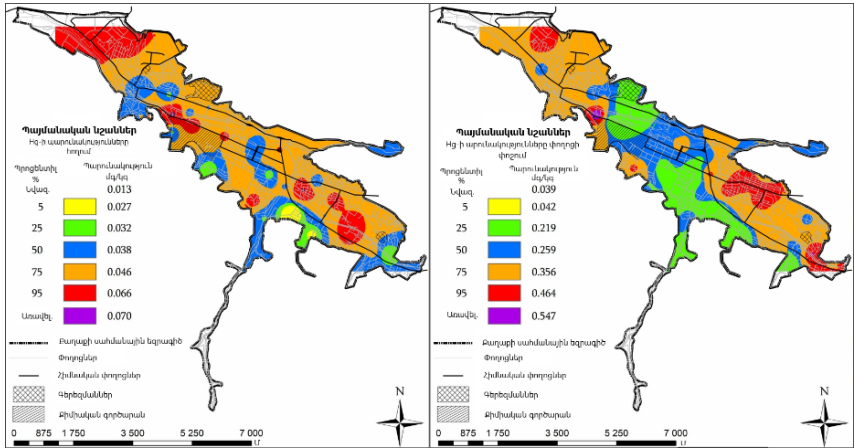 Պայմանական նշաններ
Hg-ի պարունակությունները
հողում
Պրոցենտիլ
%
Պարունակություն
մգ/կգ
Նվազ. 0.013
5 0.027
25 0.032
50 0.038
75 0.046
95 0.066
Առավել. 0.070
Քաղաքի սահմանային եզրագիծ
Փողոցներ
Հիմնական փողոցներ
Գերեզմաններ
Քիմիական գործարան
0 875 1 750 3 500 5 250 7 000
Մ
N
Պայմանական նշաններ
Hg-ի պարունակությունները փողոցի
փոշում
Պրոցենտիլ
%
Պարունակություն
մգ/կգ
Նվազ. 0.039
5 0.042
25 0.219
50 0.259
75 0.356
95 0.464
Առավել. 0.547
Քաղաքի սահմանային եզրագիծ
Փողոցներ
Հիմնական փողոցներ
Գերեզմաններ
Քիմիական գործարան
0 875 1 750 3 500 5 250 7 000
Մ
N